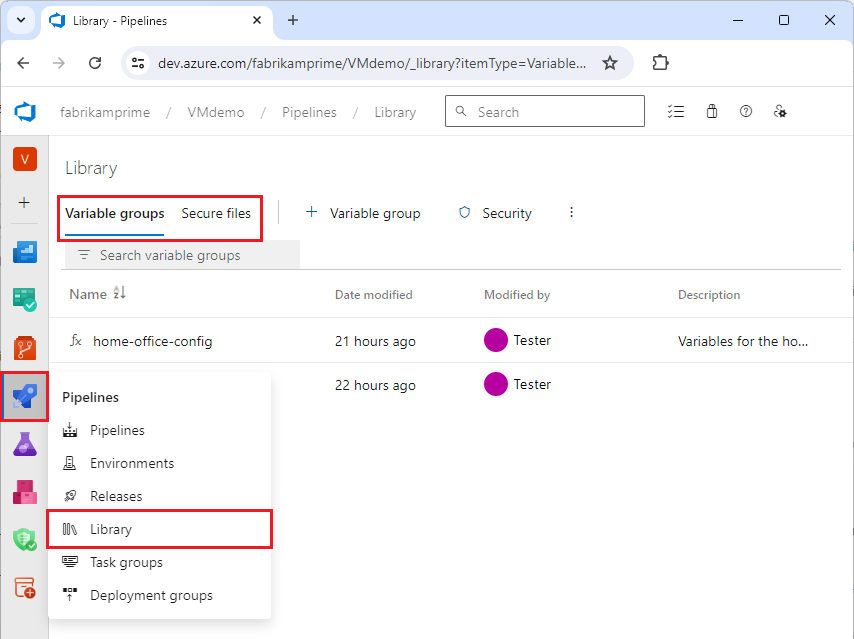 Library - Pipelines
dev.azure.com/fabrikamprime/VMdemo/_library?itemType=Variable...
fabrikamprime / VMdemo / Pipelines / Library Search
V
Library
Variable groups Secure files Variable group Security
Search variable groups
Name Date modified Modified by Description
fx home-office-config 21 hours ago Tester Variables for the ho...
22 hours ago Tester
Pipelines
Pipelines
Environments
Releases
Library
Task groups
Deployment groups